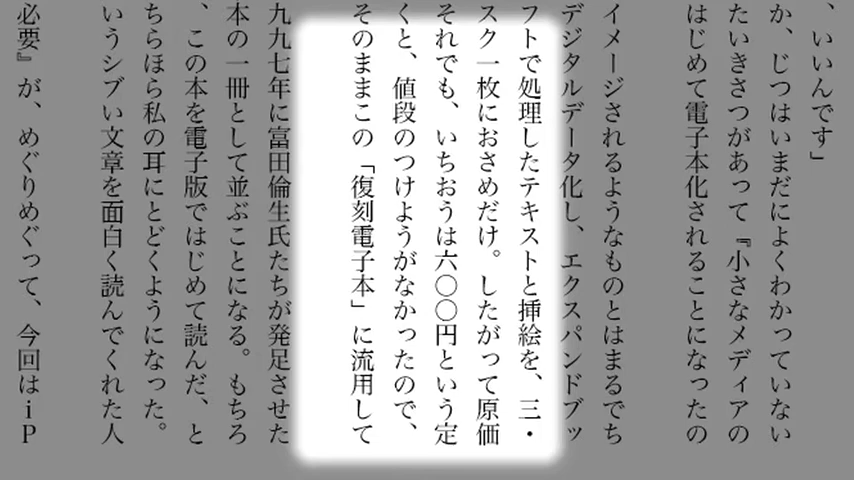 、いいんです」
か、じつはいまだによくわかっていない
たいきさつがあって『小さなメディアの
はじめて電子本化されることになったの
イメージされるようなものとはまるでち
デジタルデータ化し、エクスパンドブッ
フトで処理したテキストと挿絵を、三・
スク一枚におさめだけ。したがって原価
それでも、いちおうは六〇〇円という定
くと、値段のつけようがなかったので、
そのままこの「復刻電子本」に流用して
九九七年に富田倫生氏たちが発足させた
本の一冊として並ぶことになる。もちろ
、この本を電子版ではじめて読んだ、と
ちらほら私の耳にとどくようになった。
いうシブい文章を面白く読んでくれた人
必要』が、めぐりめぐって、今回はｉＰ